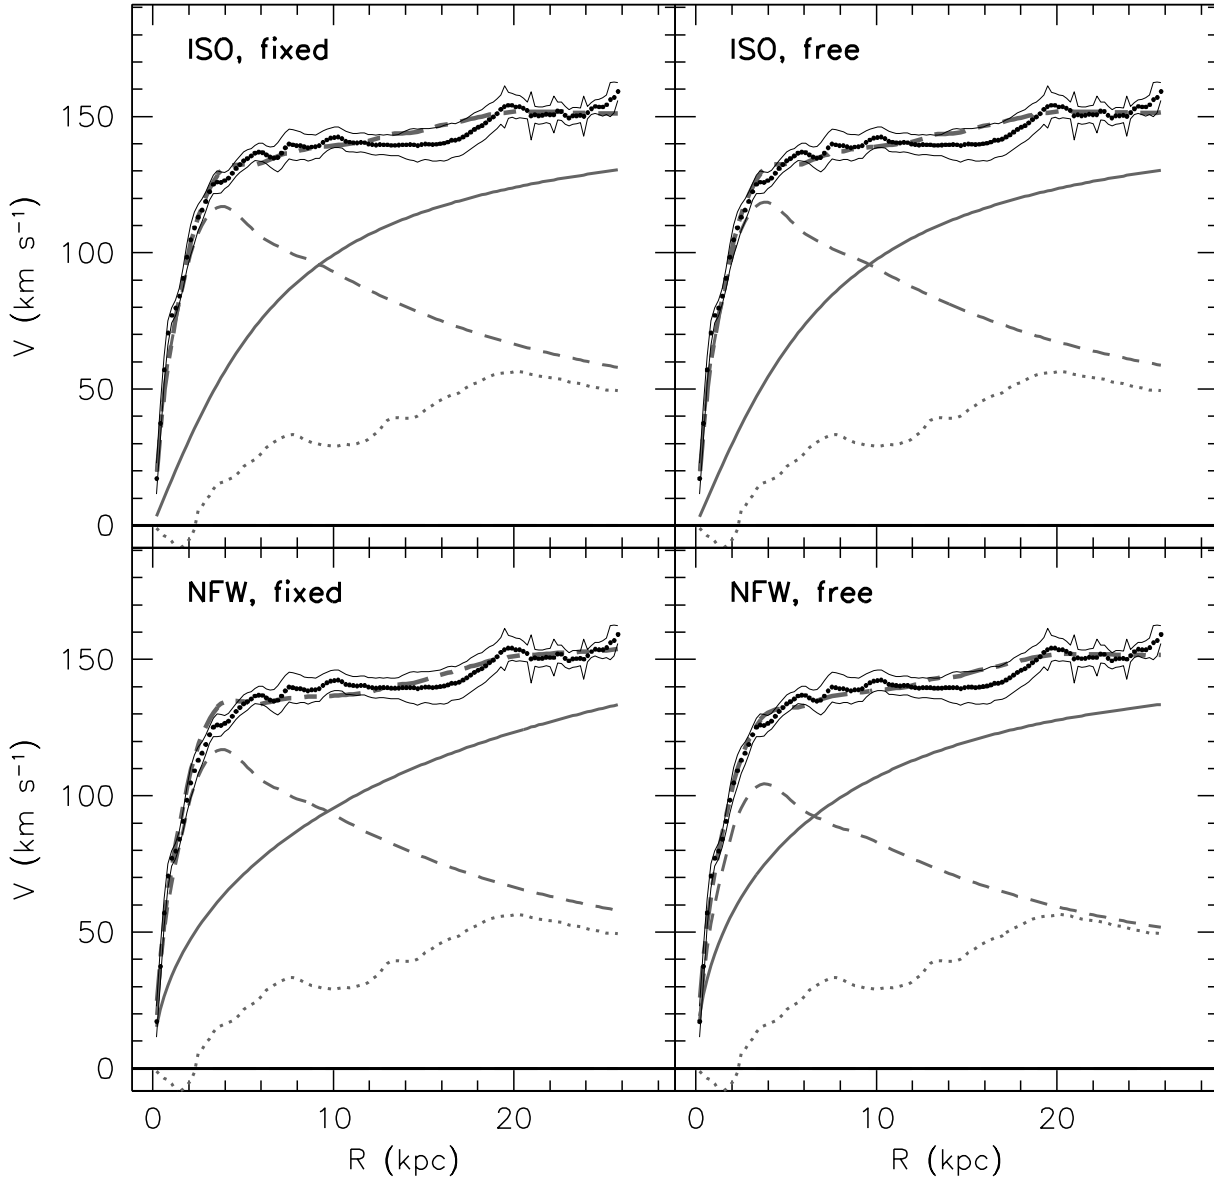 ISO, fixed
ISO, free
150
100
50
0
V (km s⁻¹)
NFW, fixed
NFW, free
150
100
50
0
V (km s⁻¹)
0 10 20
0 10 20
R (kpc)
R (kpc)